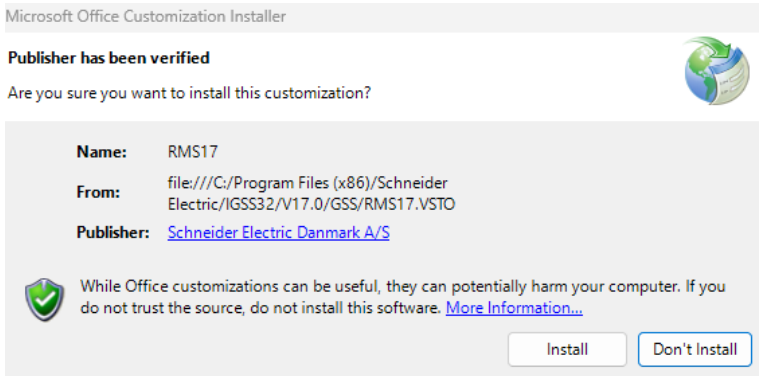 Microsoft Office Customization Installer
Publisher has been verified
Are you sure you want to install this customization?
Name: RMS17
From: file:///C:/Program Files (x86)/Schneider
Electric/IGSS32/V17.0/GSS/RMS17.VSTO
Publisher: Schneider Electric Danmark A/S
While Office customizations can be useful, they can potentially harm your computer. If you
do not trust the source, do not install this software. More Information...
Install Don't Install